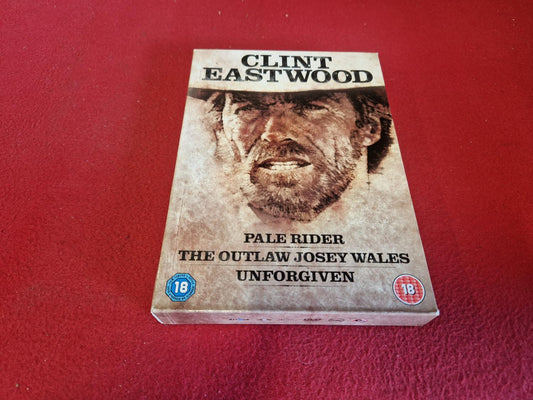 CLINT
EASTWOOD
PALE RIDER
THE OUTLAW JOSEY WALES
UNFORGIVEN
18
18